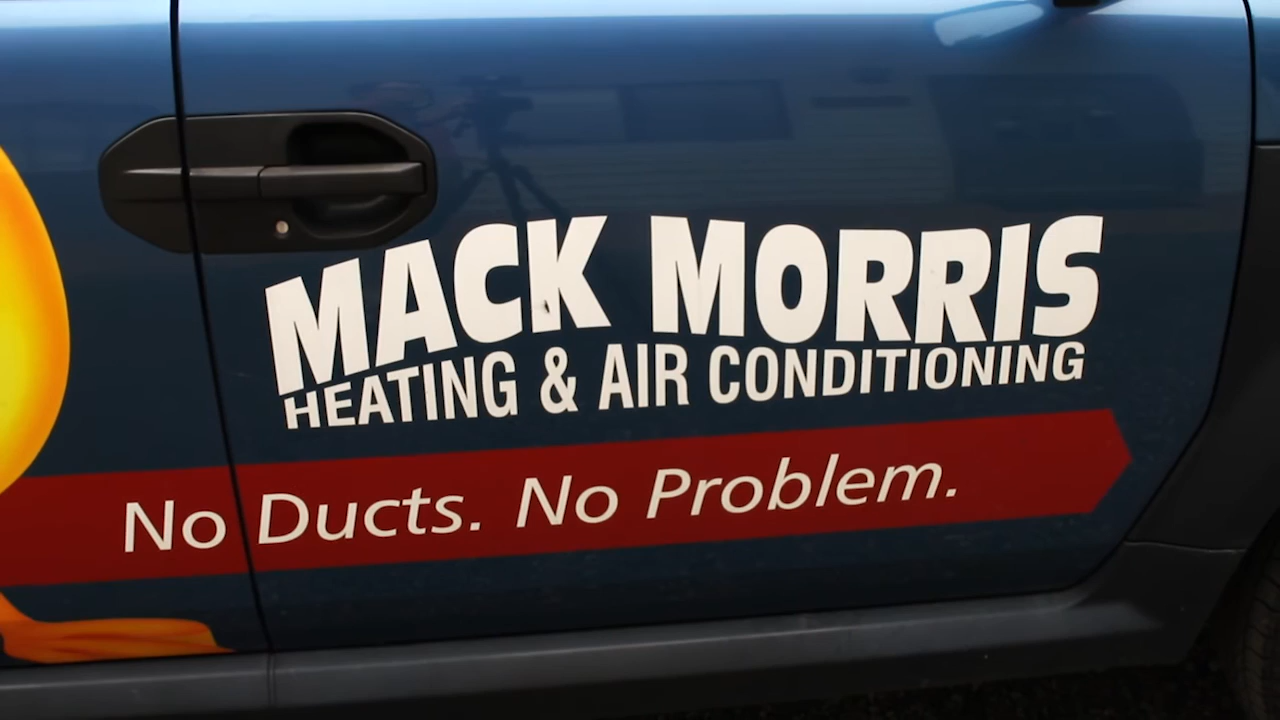 MACK MORRIS
HEATING & AIR CONDITIONING
No Ducts. No Problem.